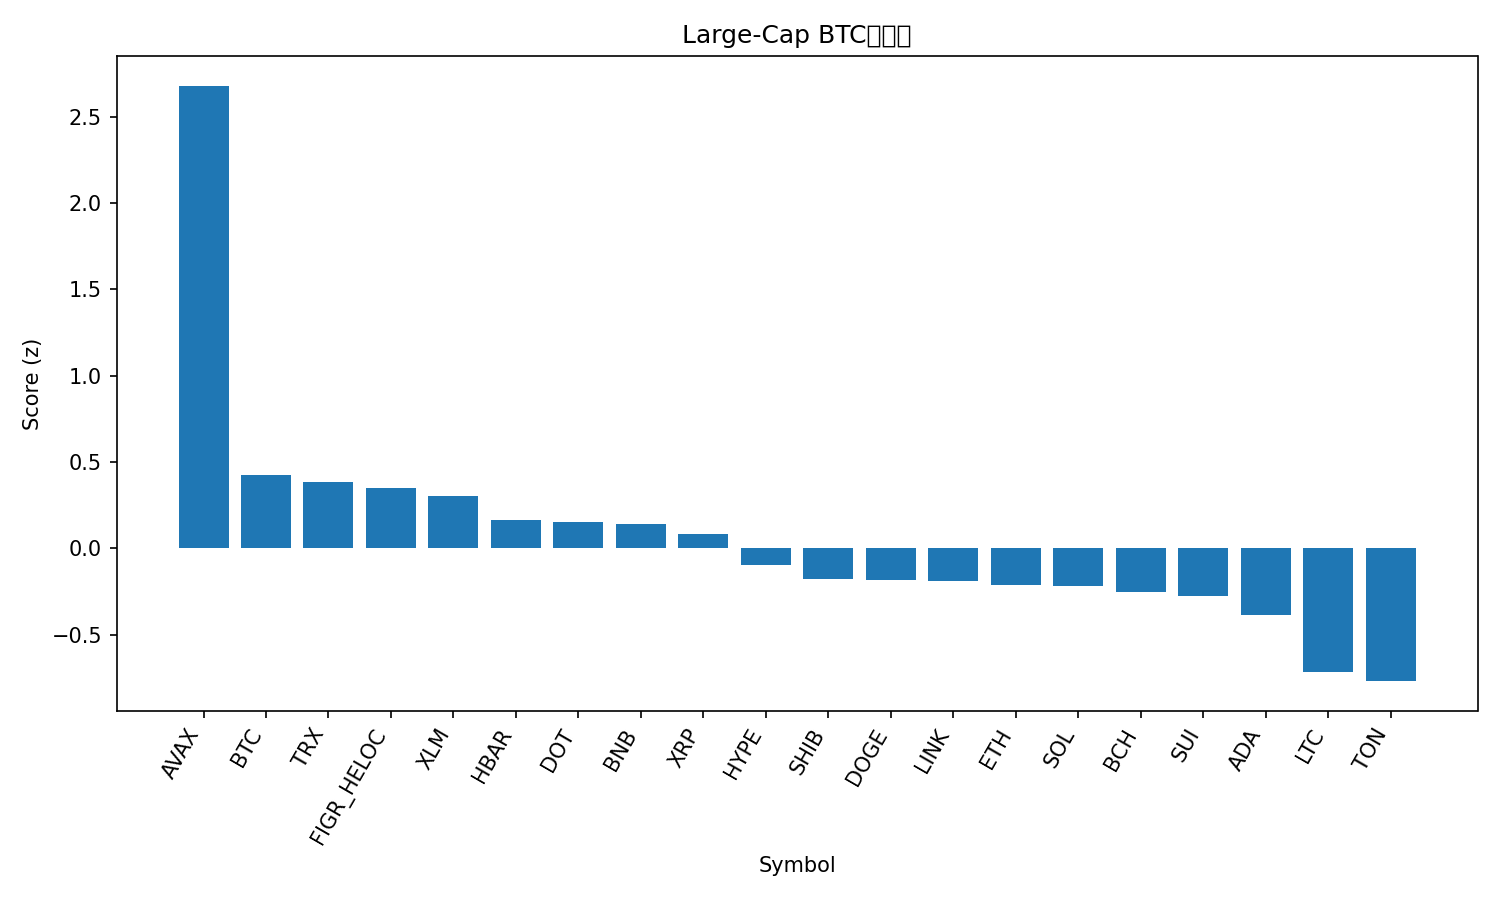 Large-Cap BTC
Score (z)
2.5
2.0
1.5
1.0
0.5
0.0
−0.5
AVAX
BTC
TRX
FIGR_HELOC
XLM
HBAR
DOT
BNB
XRP
HYPE
SHIB
DOGE
LINK
ETH
SOL
BCH
SUI
ADA
LTC
TON
Symbol